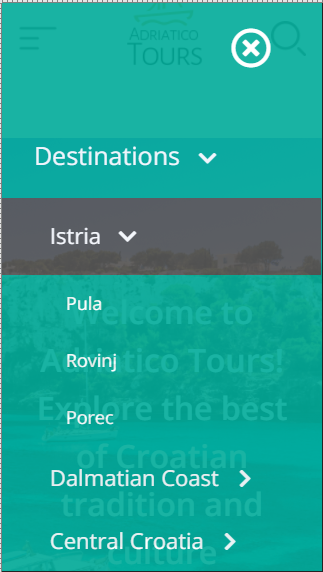 ADRIATICO
TOURS
Destinations
Istria
Pula
Welcome to
Rovinj
Adriatico Tours!
Porec
Explore the best
of Croatian
Dalmatian Coast
tradition and
Central Croatia
culture